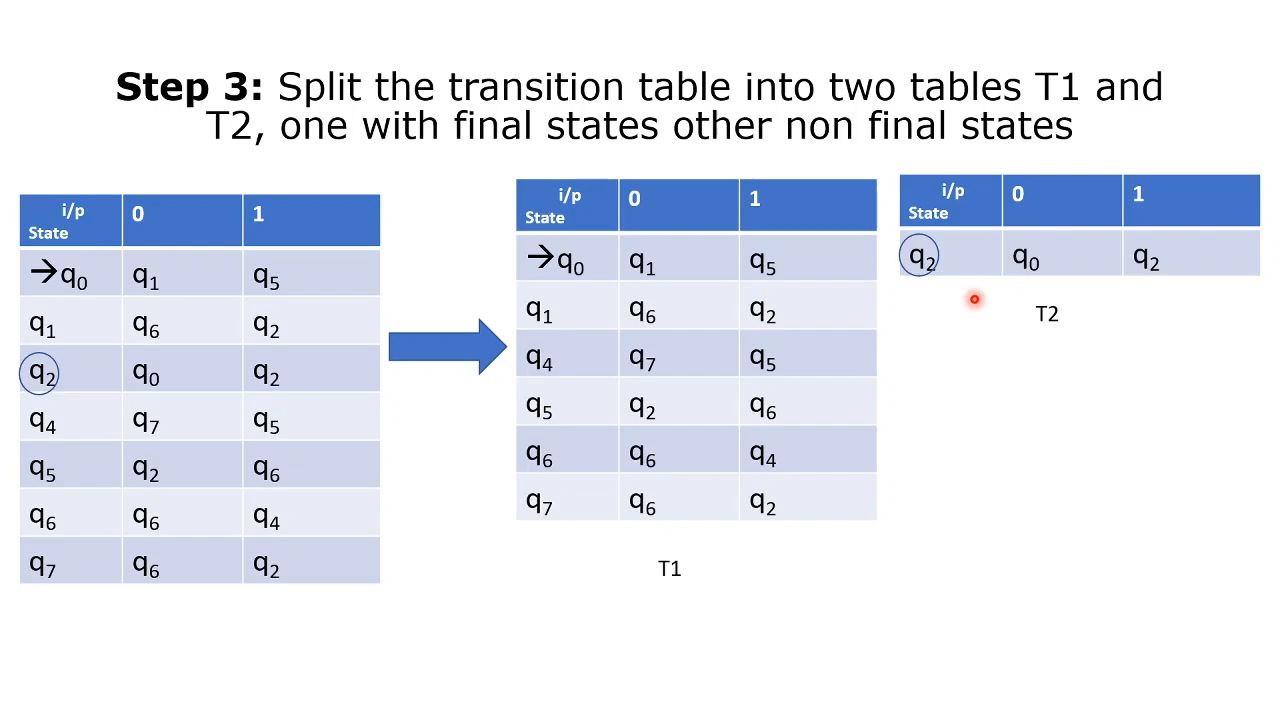 Step 3: Split the transition table into two tables T1 and
T2, one with final states other non final states
i/p State 0 1
→q₀ q₁ q₅
q₁ q₆ q₂
q₂ q₀ q₂
q₄ q₇ q₅
q₅ q₂ q₆
q₆ q₆ q₄
q₇ q₆ q₂
i/p State 0 1
→q₀ q₁ q₅
q₁ q₆ q₂
q₄ q₇ q₅
q�5 q₂ q₆
q₆ q₆ q₄
q₇ q₆ q₂
T1
i/p State 0 1
q₂ q₀ q₂
T2